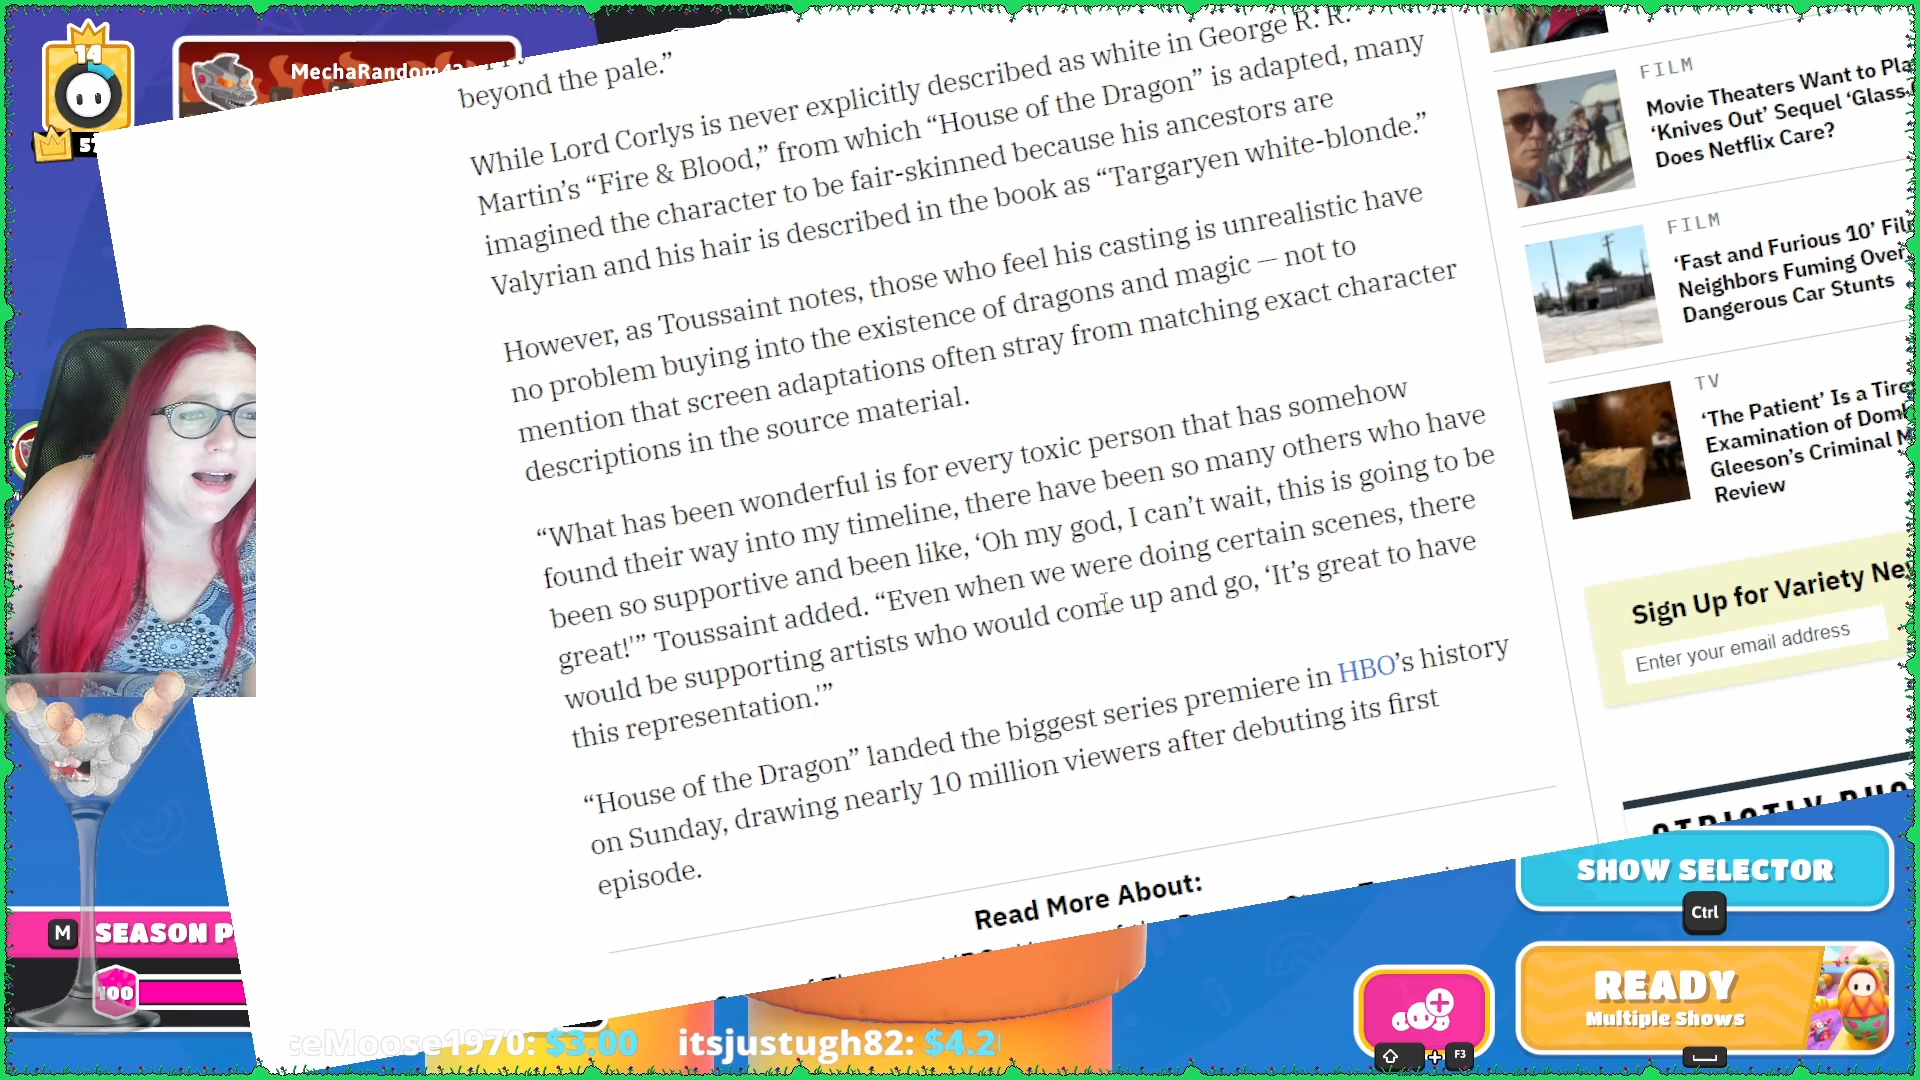 14
57
MechaRandom42
beyond the pale.”
While Lord Corlys is never explicitly described as white in George R. R.
Martin’s “Fire & Blood,” from which “House of the Dragon” is adapted, many
imagined the character to be fair-skinned because his ancestors are
Valyrian and his hair is described in the book as “Targaryen white-blonde.”
However, as Toussaint notes, those who feel his casting is unrealistic have
no problem buying into the existence of dragons and magic — not to
mention that screen adaptations often stray from matching exact character
descriptions in the source material.
“What has been wonderful is for every toxic person that has somehow
found their way into my timeline, there have been so many others who have
been so supportive and been like, ‘Oh my god, I can’t wait, this is going to be
great!'” Toussaint added. “Even when we were doing certain scenes, there
would be supporting artists who would come up and go, ‘It’s great to have
this representation.'”
“House of the Dragon” landed the biggest series premiere in HBO’s history
on Sunday, drawing nearly 10 million viewers after debuting its first
episode.
Read More About:
FILM
Movie Theaters Want to Pla
‘Knives Out’ Sequel ‘Glass
Does Netflix Care?
FILM
‘Fast and Furious 10’ Fil
Neighbors Fuming Over
Dangerous Car Stunts
TV
‘The Patient’ Is a Tire
Examination of Dom
Gleeson’s Criminal M
Review
Sign Up for Variety Ne
Enter your email address
STRICTLY BUS
SHOW SELECTOR
Ctrl
READY
Multiple Shows
F3
M SEASON P
100
ceMoose1970: $3.00 itsjustugh82: $4.2